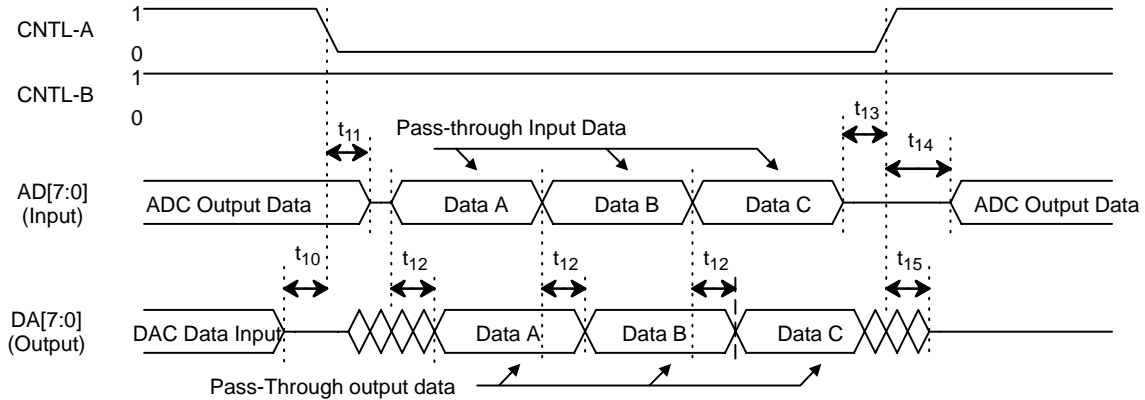 CNTL-A
1
0
CNTL-B
1
0
t11
Pass-through Input Data
t13
t14
AD[7:0]
(Input)
ADC Output Data
Data A
Data B
Data C
ADC Output Data
t10
t12
t12
t12
t15
DA[7:0]
(Output)
DAC Data Input
Data A
Data B
Data C
Pass-Through output data